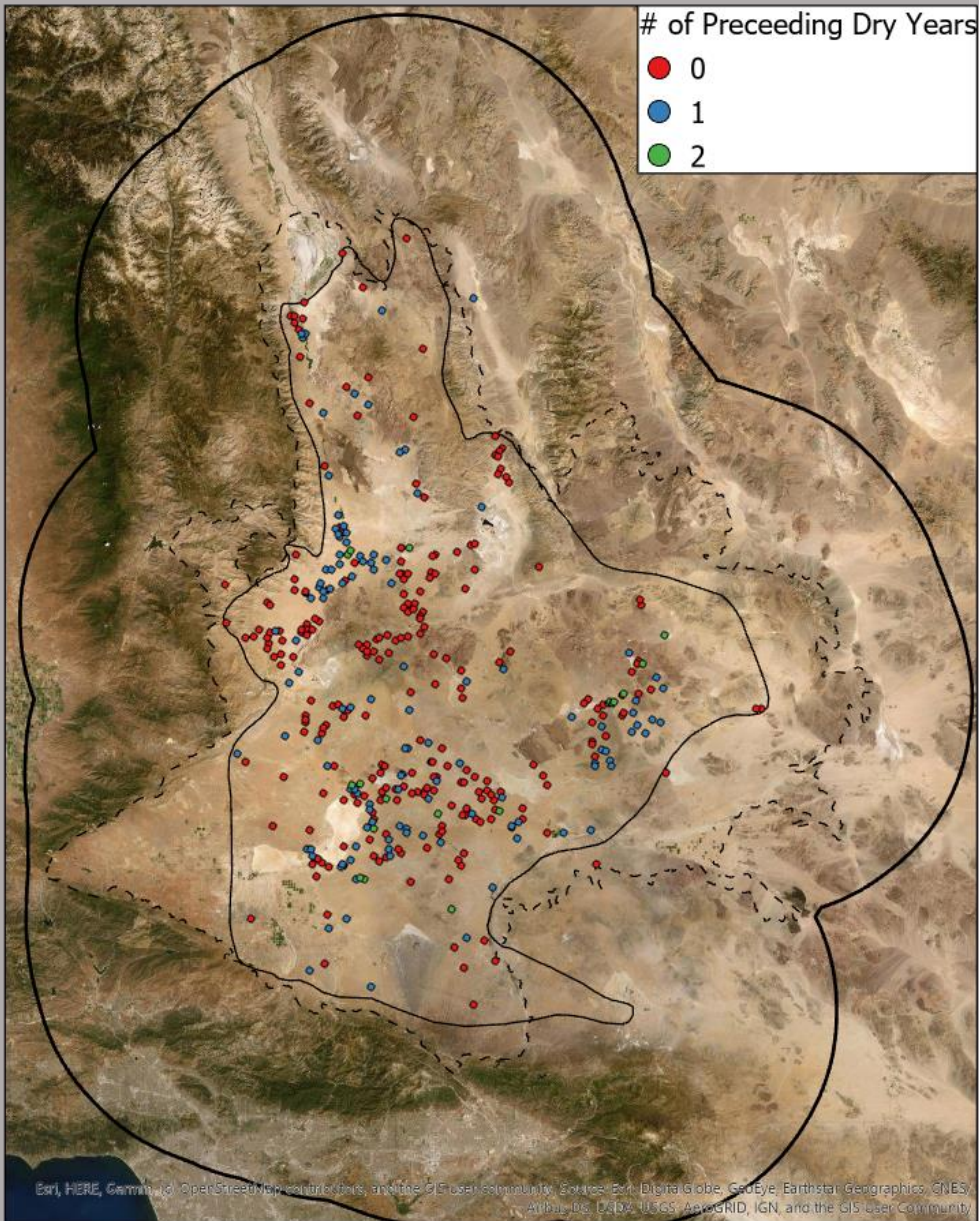 # of Preceeding Dry Years
0
1
2
Esri, HERE, Garmin, (c) OpenStreetMap contributors, and the GIS user community, Source: Esri, DigitalGlobe, GeoEye, Earthstar Geographics, CNES/
Airbus DS, USDA, USGS, AeroGRID, IGN, and the GIS User Community